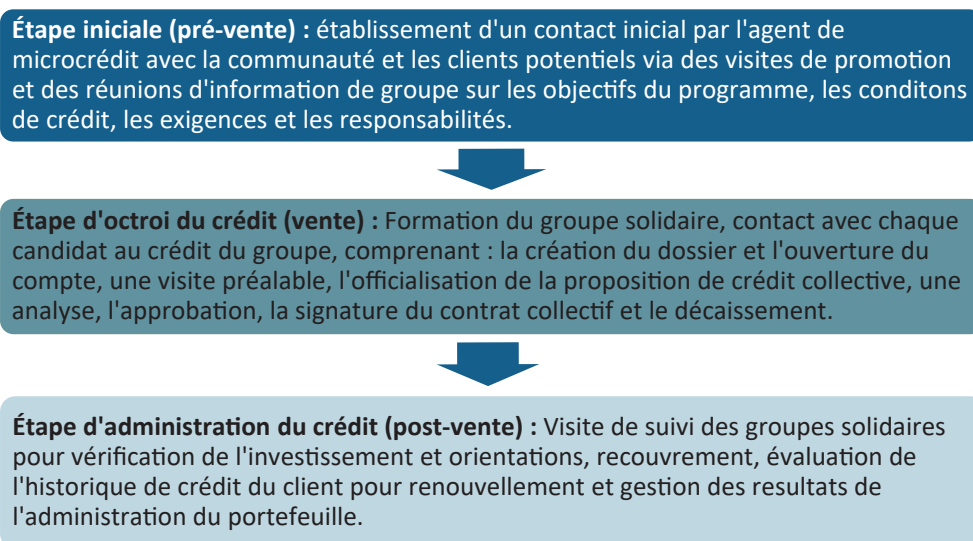 Étape iniciale (pré-vente) : établissement d'un contact inicial par l'agent de
microcrédit avec la communauté et les clients potentiels via des visites de promotion
et des réunions d'information de groupe sur les objectifs du programme, les conditons
de crédit, les exigences et les responsabilités.
Étape d'octroi du crédit (vente) : Formation du groupe solidaire, contact avec chaque
candidat au crédit du groupe, comprenant : la création du dossier et l'ouverture du
compte, une visite préalable, l'officialisation de la proposition de crédit collective, une
analyse, l'approbation, la signature du contrat collectif et le décaissement.
Étape d'administration du crédit (post-vente) : Visite de suivi des groupes solidaires
pour vérification de l'investissement et orientations, recouvrement, évaluation de
l'historique de crédit du client pour renouvellement et gestion des resultats de
l'administration du portefeuille.